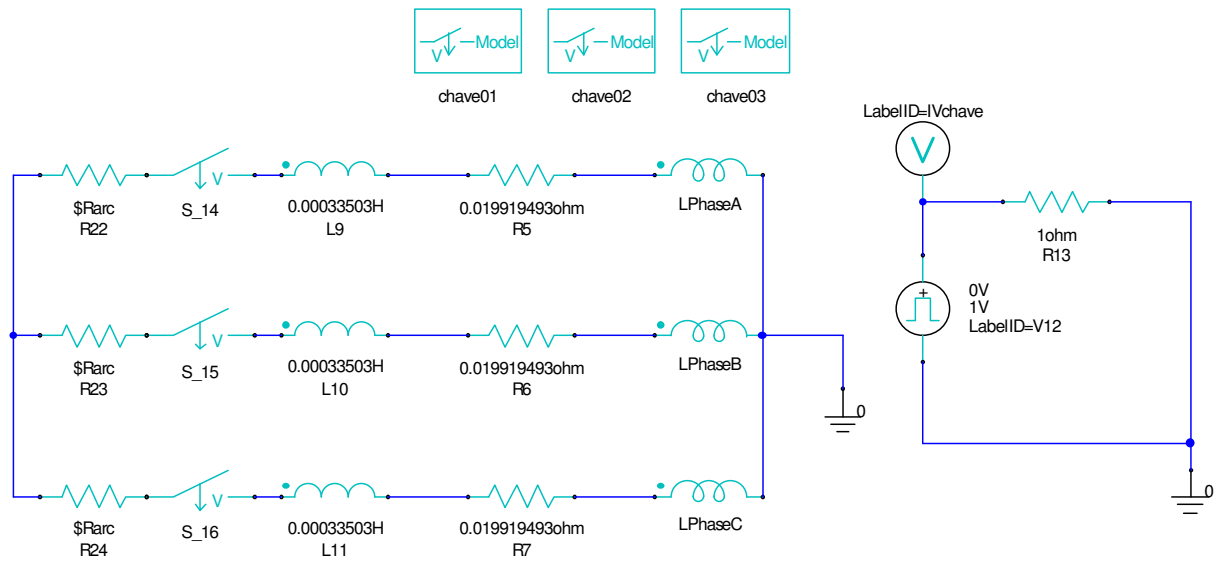 Model
Model
Model
V
V
V
chave01
chave02
chave03
LabelID=IVchave
V
$Rarc
R22
S_14
V
0.00033503H
L9
0.019919493ohm
R5
LPhaseA
1ohm
R13
0V
1V
LabelID=V12
+
$Rarc
R23
S_15
V
0.00033503H
L10
0.019919493ohm
R6
LPhaseB
0
$Rarc
R24
S_16
V
0.00033503H
L11
0.019919493ohm
R7
LPhaseC
0